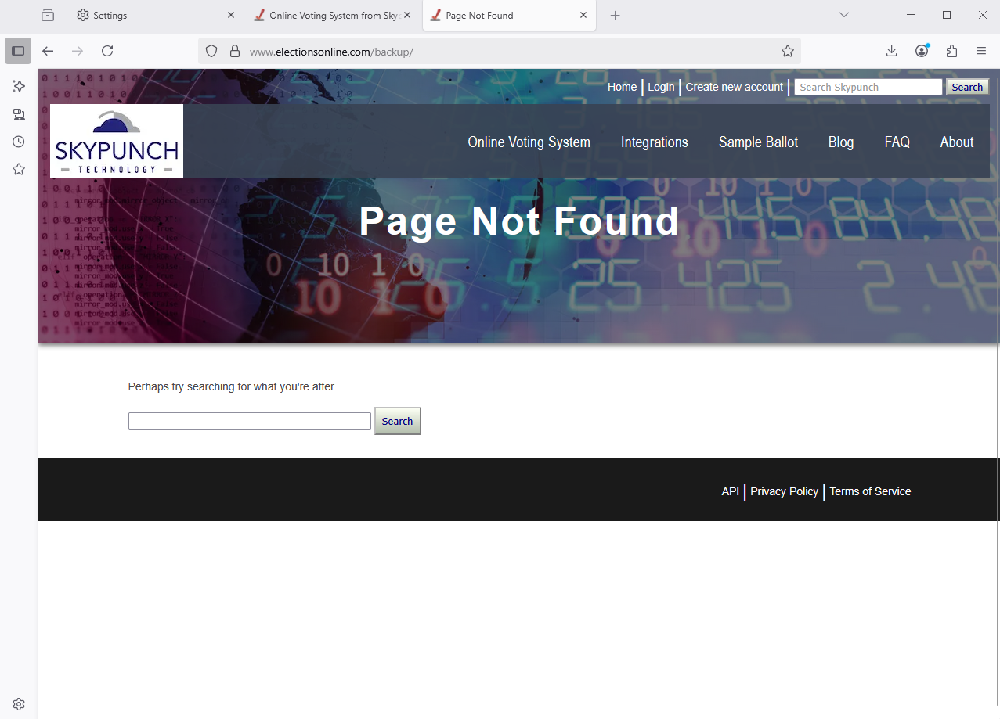 Settings
Online Voting System from Skyp
Page Not Found
www.electionsonline.com/backup/
Home
Login
Create new account
Search Skypunch
Search
SKYPUNCH
TECHNOLOGY
Online Voting System
Integrations
Sample Ballot
Blog
FAQ
About
Page Not Found
Perhaps try searching for what you're after.
Search
API
Privacy Policy
Terms of Service